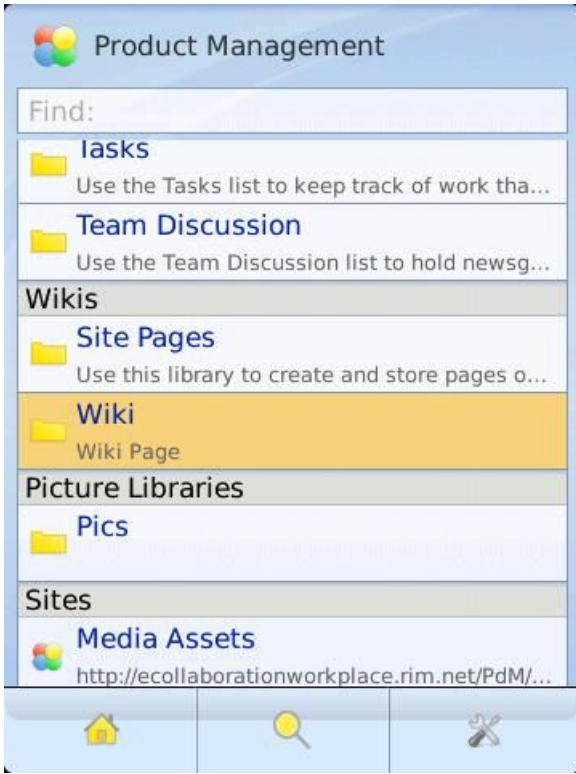 Product Management
Find:
Tasks
Use the Tasks list to keep track of work tha...
Team Discussion
Use the Team Discussion list to hold newsg...
Wikis
Site Pages
Use this library to create and store pages o...
Wiki
Wiki Page
Picture Libraries
Pics
Sites
Media Assets
http://ecollaborationworkplace.rim.net/PdM/...